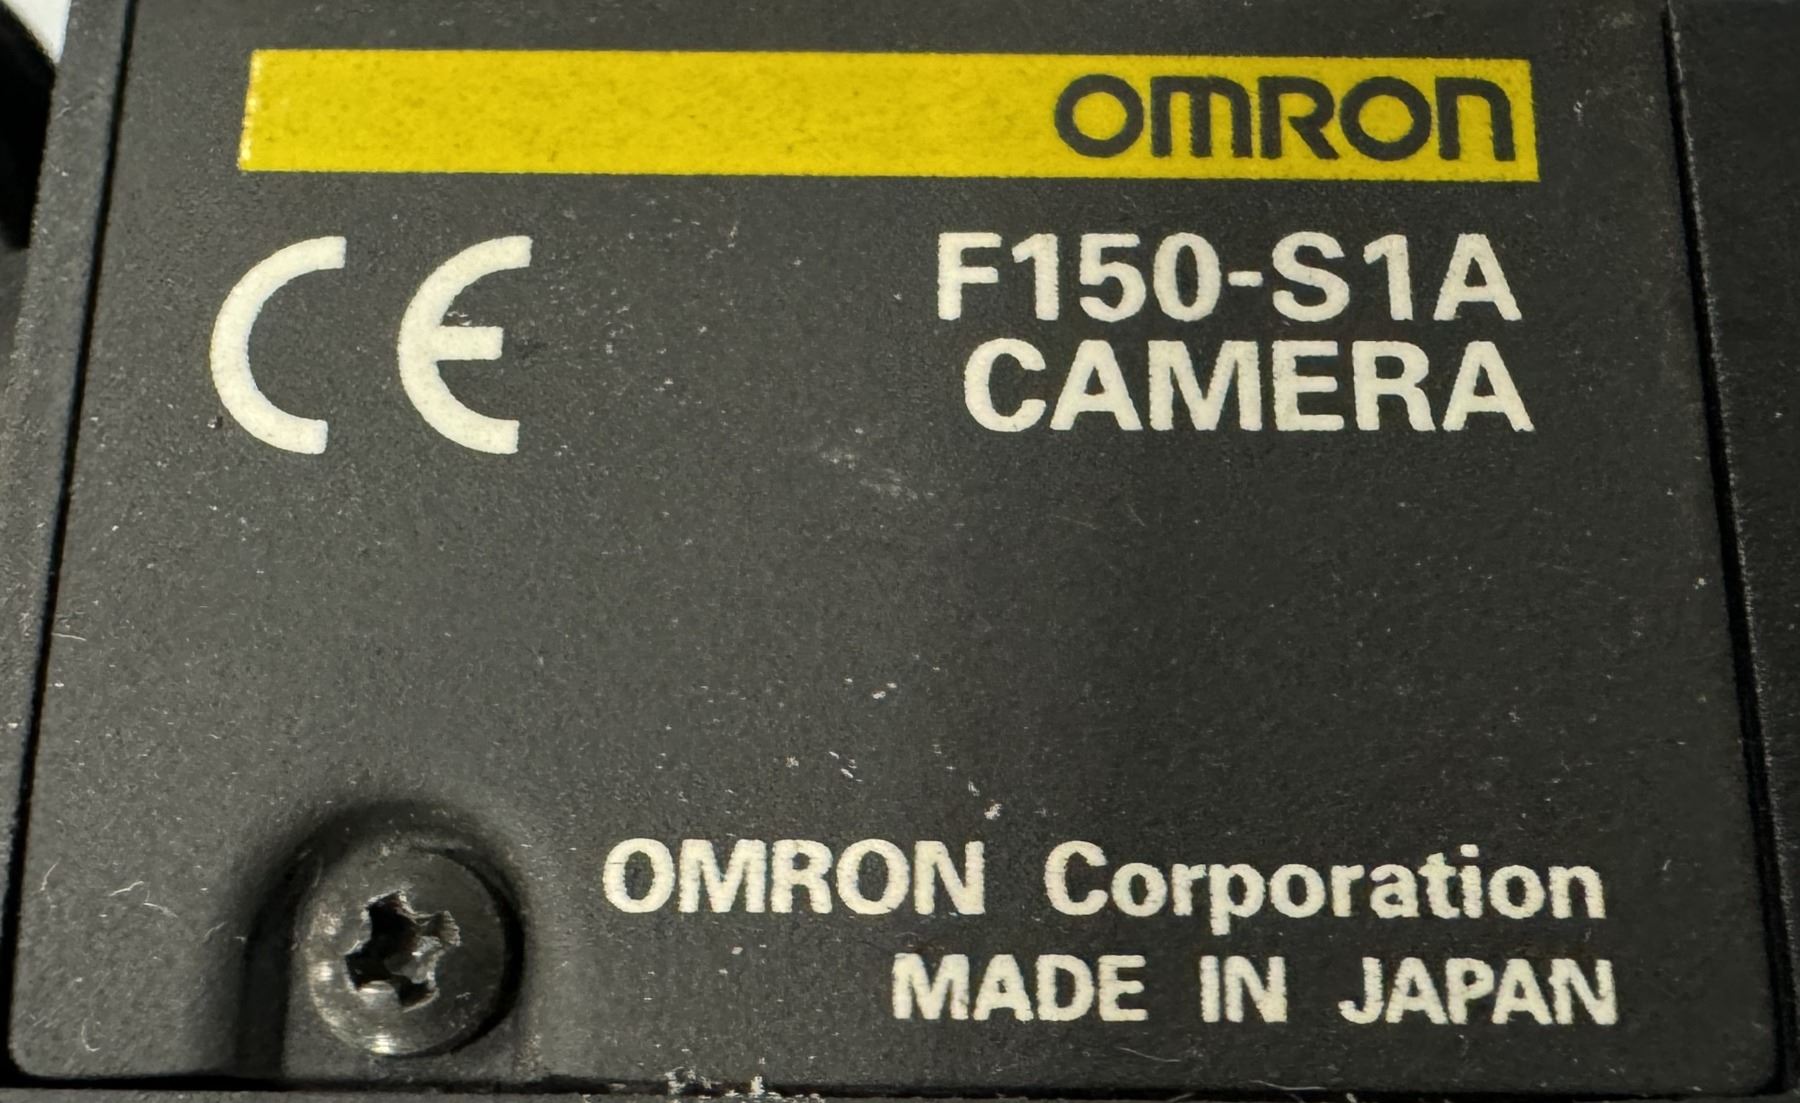 OMRON
CE
F150-S1A
CAMERA
OMRON Corporation
MADE IN JAPAN